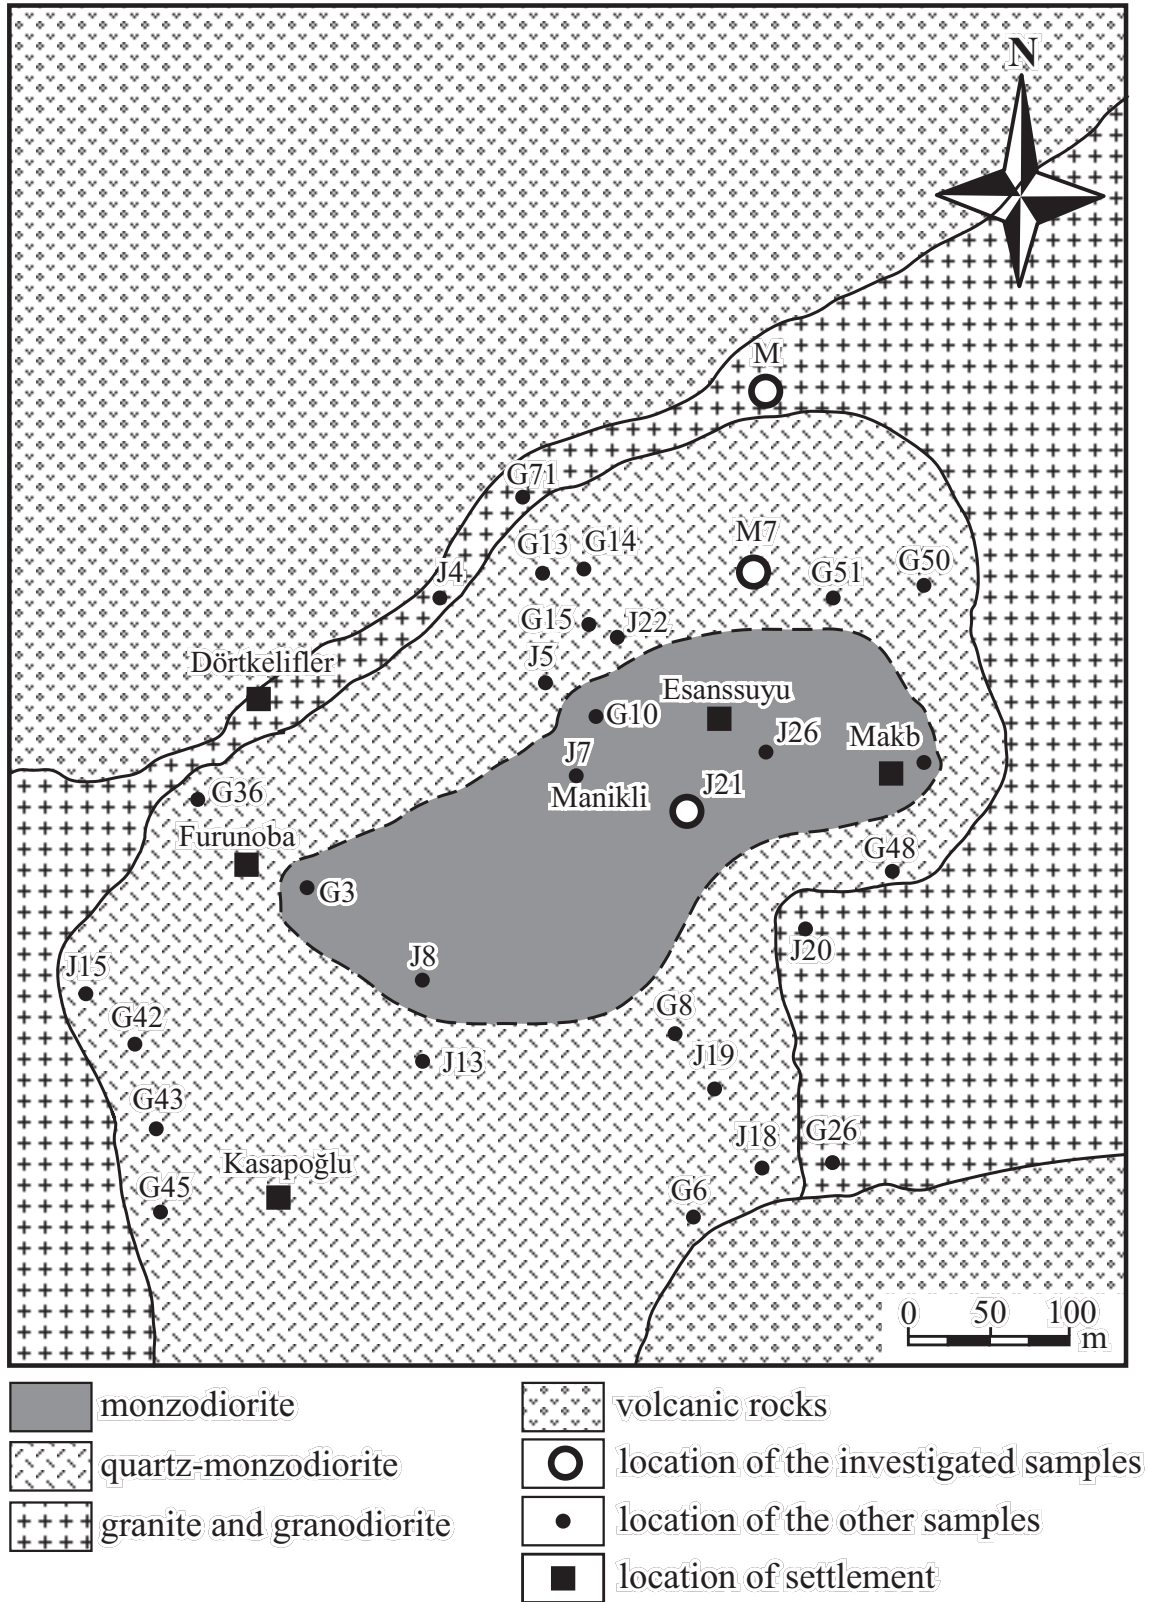 N
M
G71
M7
G13
G14
G51
G50
J4
G15
J22
J5
Dörtkelifler
Esanssuyu
G10
J26
Makb
J7
Manikli
J21
G36
Furunoba
G48
G3
J20
J8
J15
G42
G8
J13
J19
G43
J18
G26
Kasapoğlu
G45
G6
0 50 100
m
monzodiorite
quartz-monzodiorite
granite and granodiorite
volcanic rocks
location of the investigated samples
location of the other samples
location of settlement